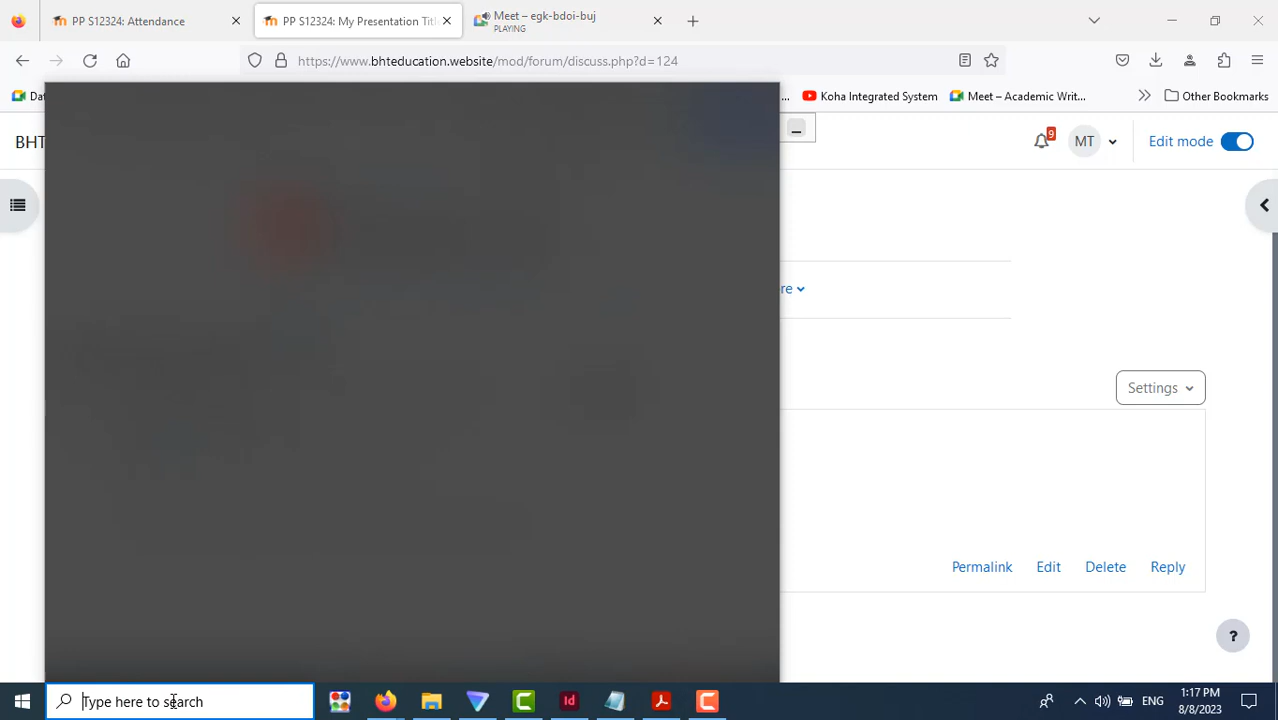 PP S12324: Attendance
PP S12324: My Presentation Titl
Meet – egk-bdoi-buj
PLAYING
https://www.bhteducation.website/mod/forum/discuss.php?d=124
Dat
...
Koha Integrated System
Meet – Academic Writ...
Other Bookmarks
BHT
9
MT
Edit mode
re
Settings
Permalink
Edit
Delete
Reply
?
Type here to search
ENG
1:17 PM
8/8/2023